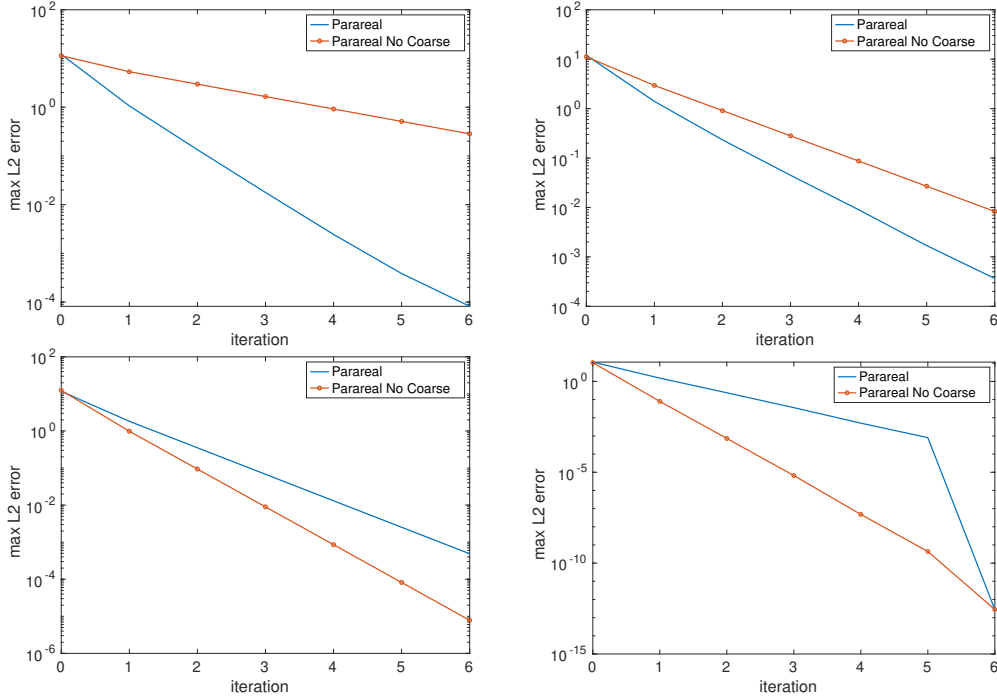 10^2
10^0
10^-2
10^-4
max L2 error
0 1 2 3 4 5 6
iteration
Parareal
Parareal No Coarse
10^2
10^1
10^0
10^-1
10^-2
10^-3
10^-4
max L2 error
0 1 2 3 4 5 6
iteration
Parareal
Parareal No Coarse
10^2
10^0
10^-2
10^-4
10^-6
max L2 error
0 1 2 3 4 5 6
iteration
Parareal
Parareal No Coarse
10^0
10^-5
10^-10
10^-15
max L2 error
0 1 2 3 4 5 6
iteration
Parareal
Parareal No Coarse